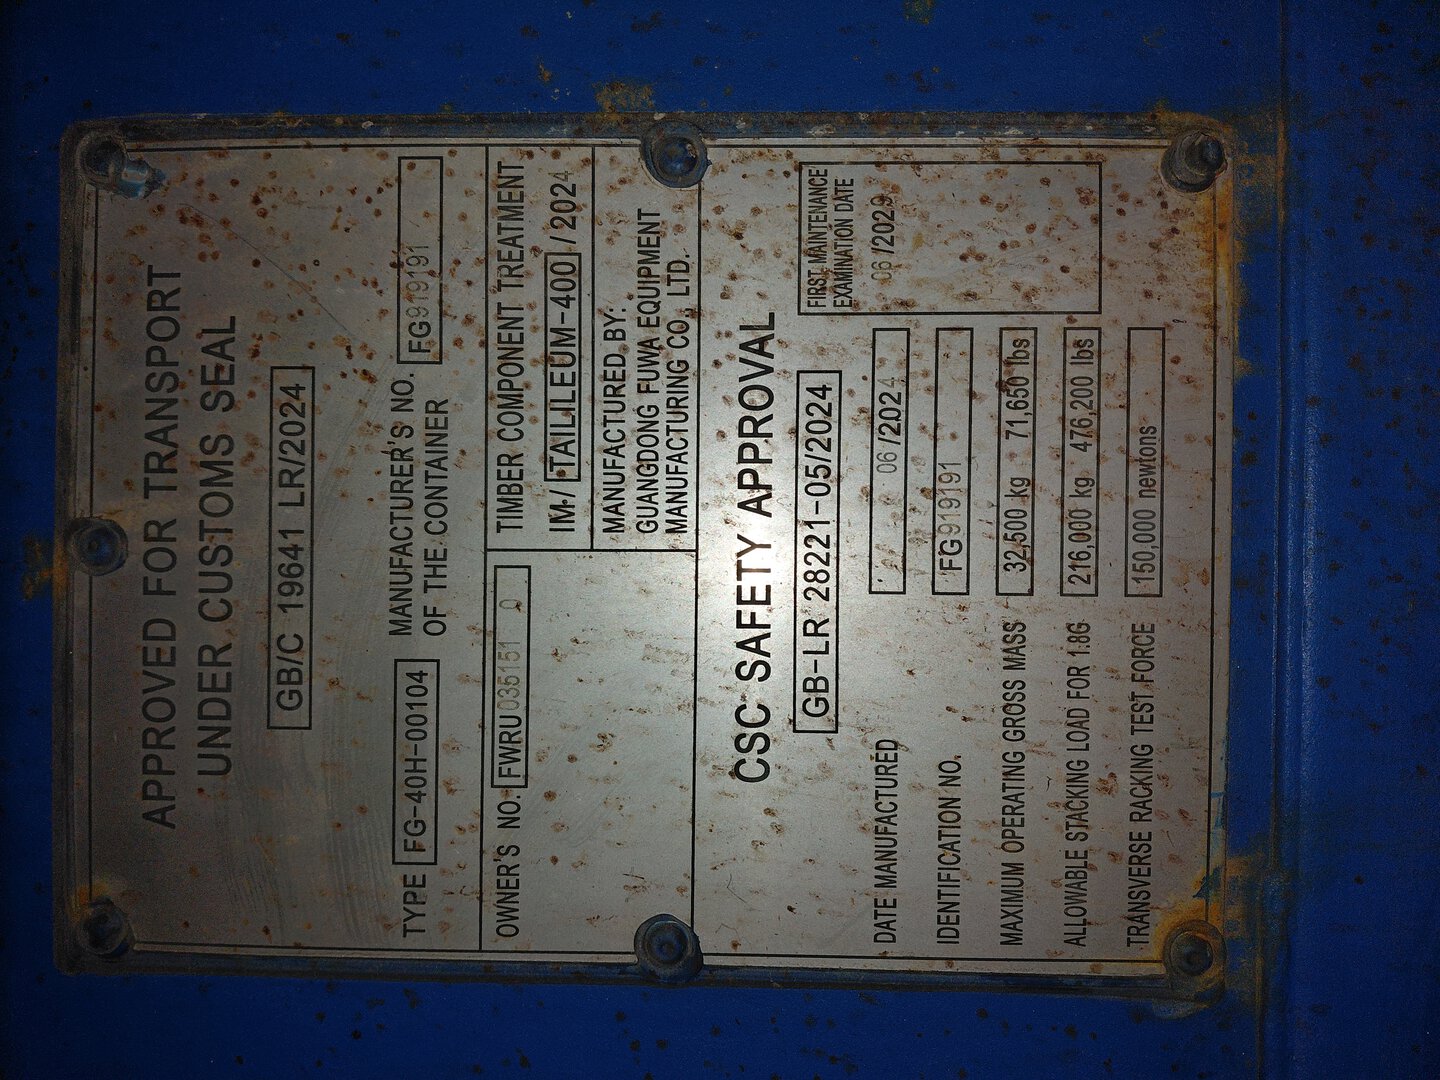 APPROVED FOR TRANSPORT
UNDER CUSTOMS SEAL
GB/C 19641 LR/2024
TYPE FG-40H-00104
MANUFACTURER'S NO. OF THE CONTAINER FG919191
OWNER'S NO. FWRU035151 0
TIMBER COMPONENT TREATMENT
IM/TAILILEUM-400/2024
MANUFACTURED BY:
GUANGDONG FUWA EQUIPMENT
MANUFACTURING CO., LTD.
CSC SAFETY APPROVAL
GB-LR 28221-05/2024
FIRST MAINTENANCE
EXAMINATION DATE
06/2029
DATE MANUFACTURED 06/2024
IDENTIFICATION NO. FG919191
MAXIMUM OPERATING GROSS MASS 32,500 kg 71,650 lbs
ALLOWABLE STACKING LOAD FOR 1.8G 216,000 kg 476,200 lbs
TRANSVERSE RACKING TEST FORCE 150,000 newtons